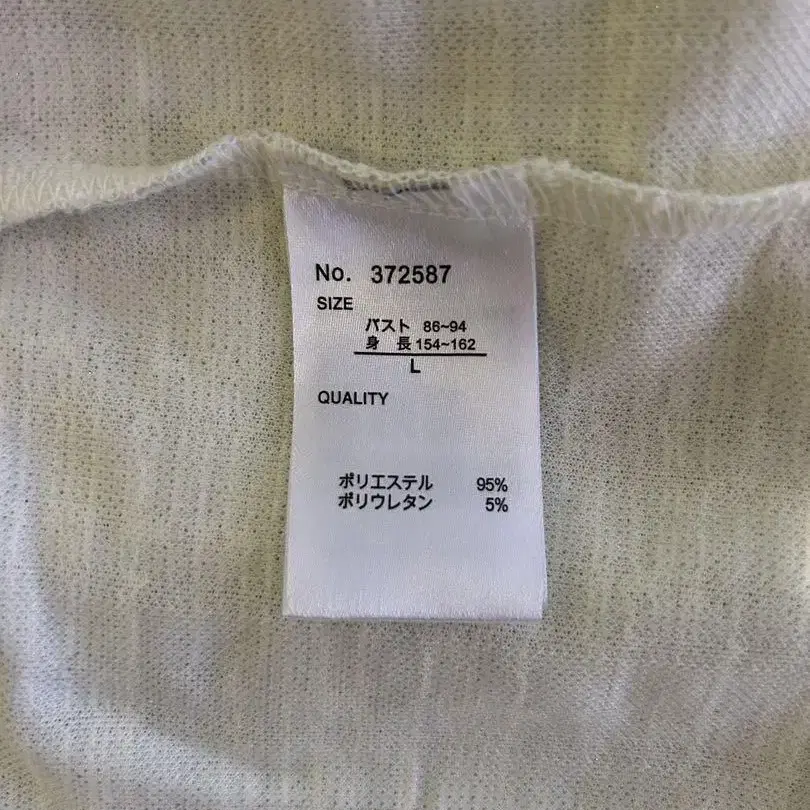 No. 372587
SIZE
バスト 86~94
身 長 154~162
L
QUALITY
ポリエステル 95%
ポリウレタン 5%